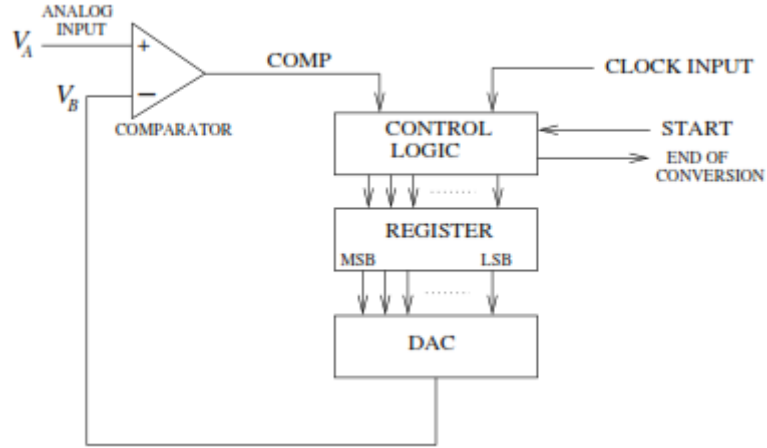 ANALOG
INPUT
V_A
+
COMP
CLOCK INPUT
V_B
−
COMPARATOR
CONTROL
LOGIC
START
END OF
CONVERSION
REGISTER
MSB LSB
DAC